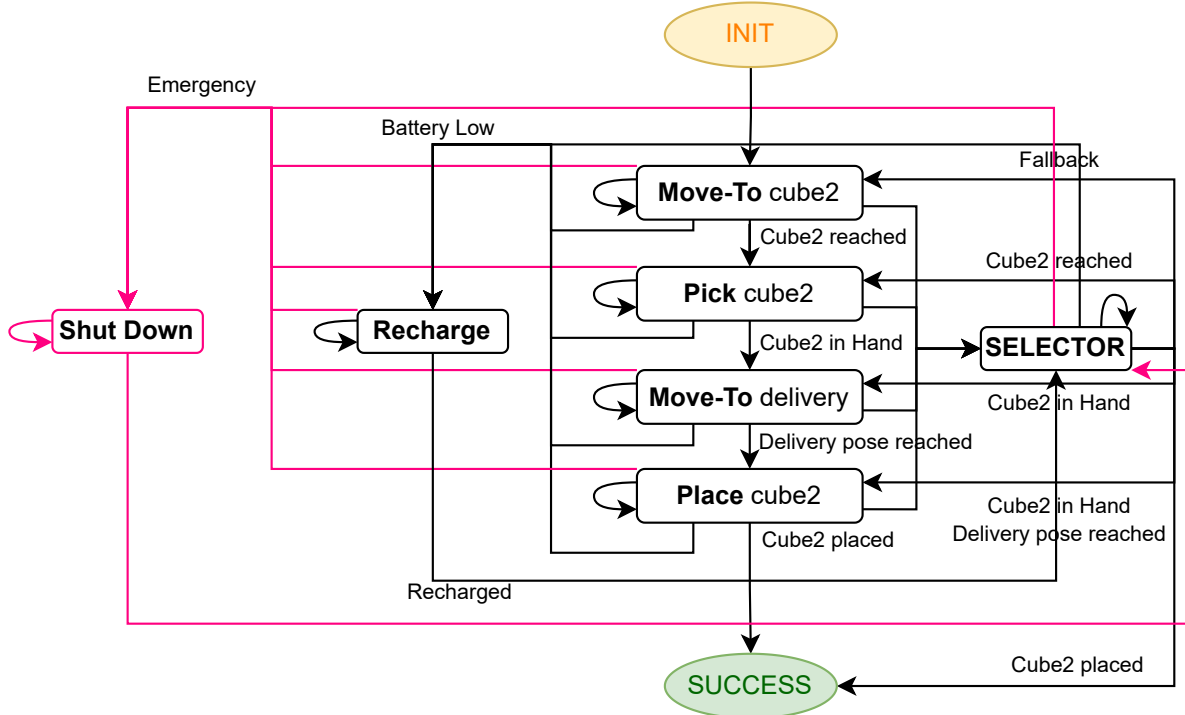 INIT
Emergency
Battery Low
Fallback
Move-To cube2
Cube2 reached
Cube2 reached
Pick cube2
Shut Down
Recharge
Cube2 in Hand
SELECTOR
Move-To delivery
Cube2 in Hand
Delivery pose reached
Place cube2
Cube2 in Hand
Delivery pose reached
Cube2 placed
Recharged
Cube2 placed
SUCCESS